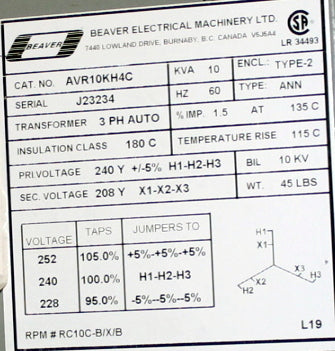 BEAVER
BEAVER ELECTRICAL MACHINERY LTD.
7440 LOWLAND DRIVE, BURNABY, B.C. CANADA V5J5A4
LR 34493
CAT. NO. AVR10KH4C KVA 10 ENCL.: TYPE-2
SERIAL J23234 HZ 60 TYPE: ANN
TRANSFORMER 3 PH AUTO % IMP. 1.5 AT 135 C
INSULATION CLASS 180 C TEMPERATURE RISE 115 C
PRI.VOLTAGE 240 Y +/-5% H1-H2-H3 BIL 10 KV
SEC. VOLTAGE 208 Y X1-X2-X3 WT. 45 LBS
VOLTAGE TAPS JUMPERS TO
252 105.0% +5%-+5%-+5%
240 100.0% H1-H2-H3
228 95.0% -5%--5%--5%
H1
X1
X3
H3
X2
H2
RPM # RC10C-B/X/B
L19